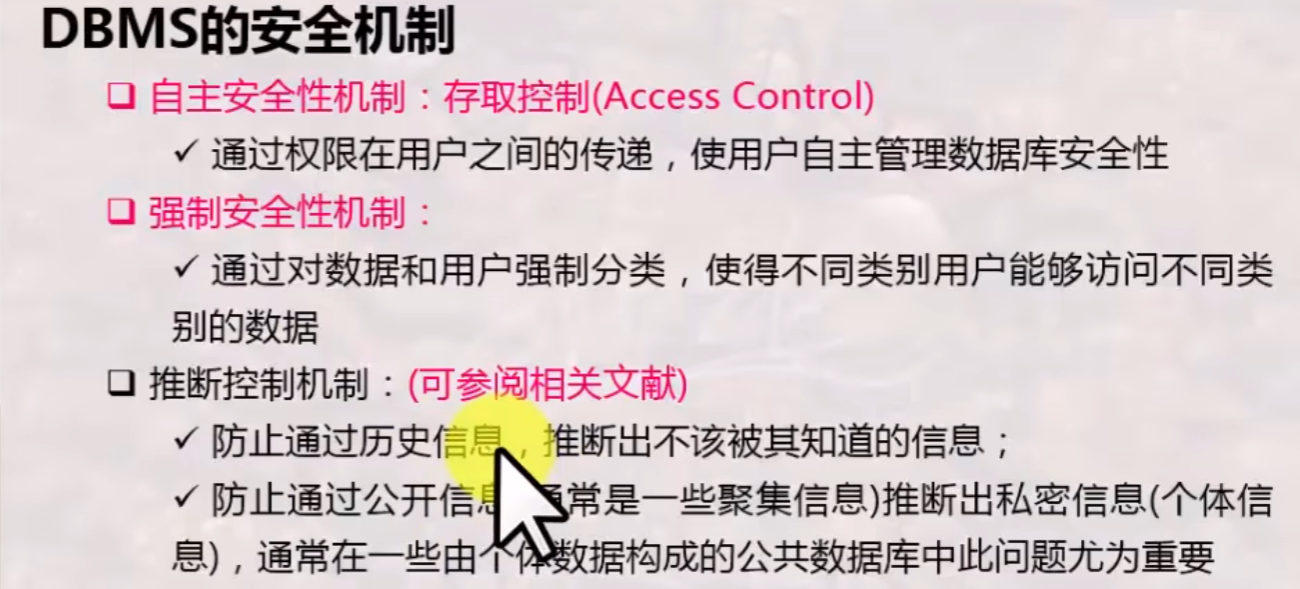 DBMS的安全机制
❑ 自主安全性机制：存取控制(Access Control)
✓ 通过权限在用户之间的传递，使用户自主管理数据库安全性
❑ 强制安全性机制：
✓ 通过对数据和用户强制分类，使得不同类别用户能够访问不同类
别的数据
❑ 推断控制机制：(可参阅相关文献)
✓ 防止通过历史信息，推断出不该被其知道的信息；
✓ 防止通过公开信息通常是一些聚集信息)推断出私密信息(个体信
息)，通常在一些由个体数据构成的公共数据库中此问题尤为重要